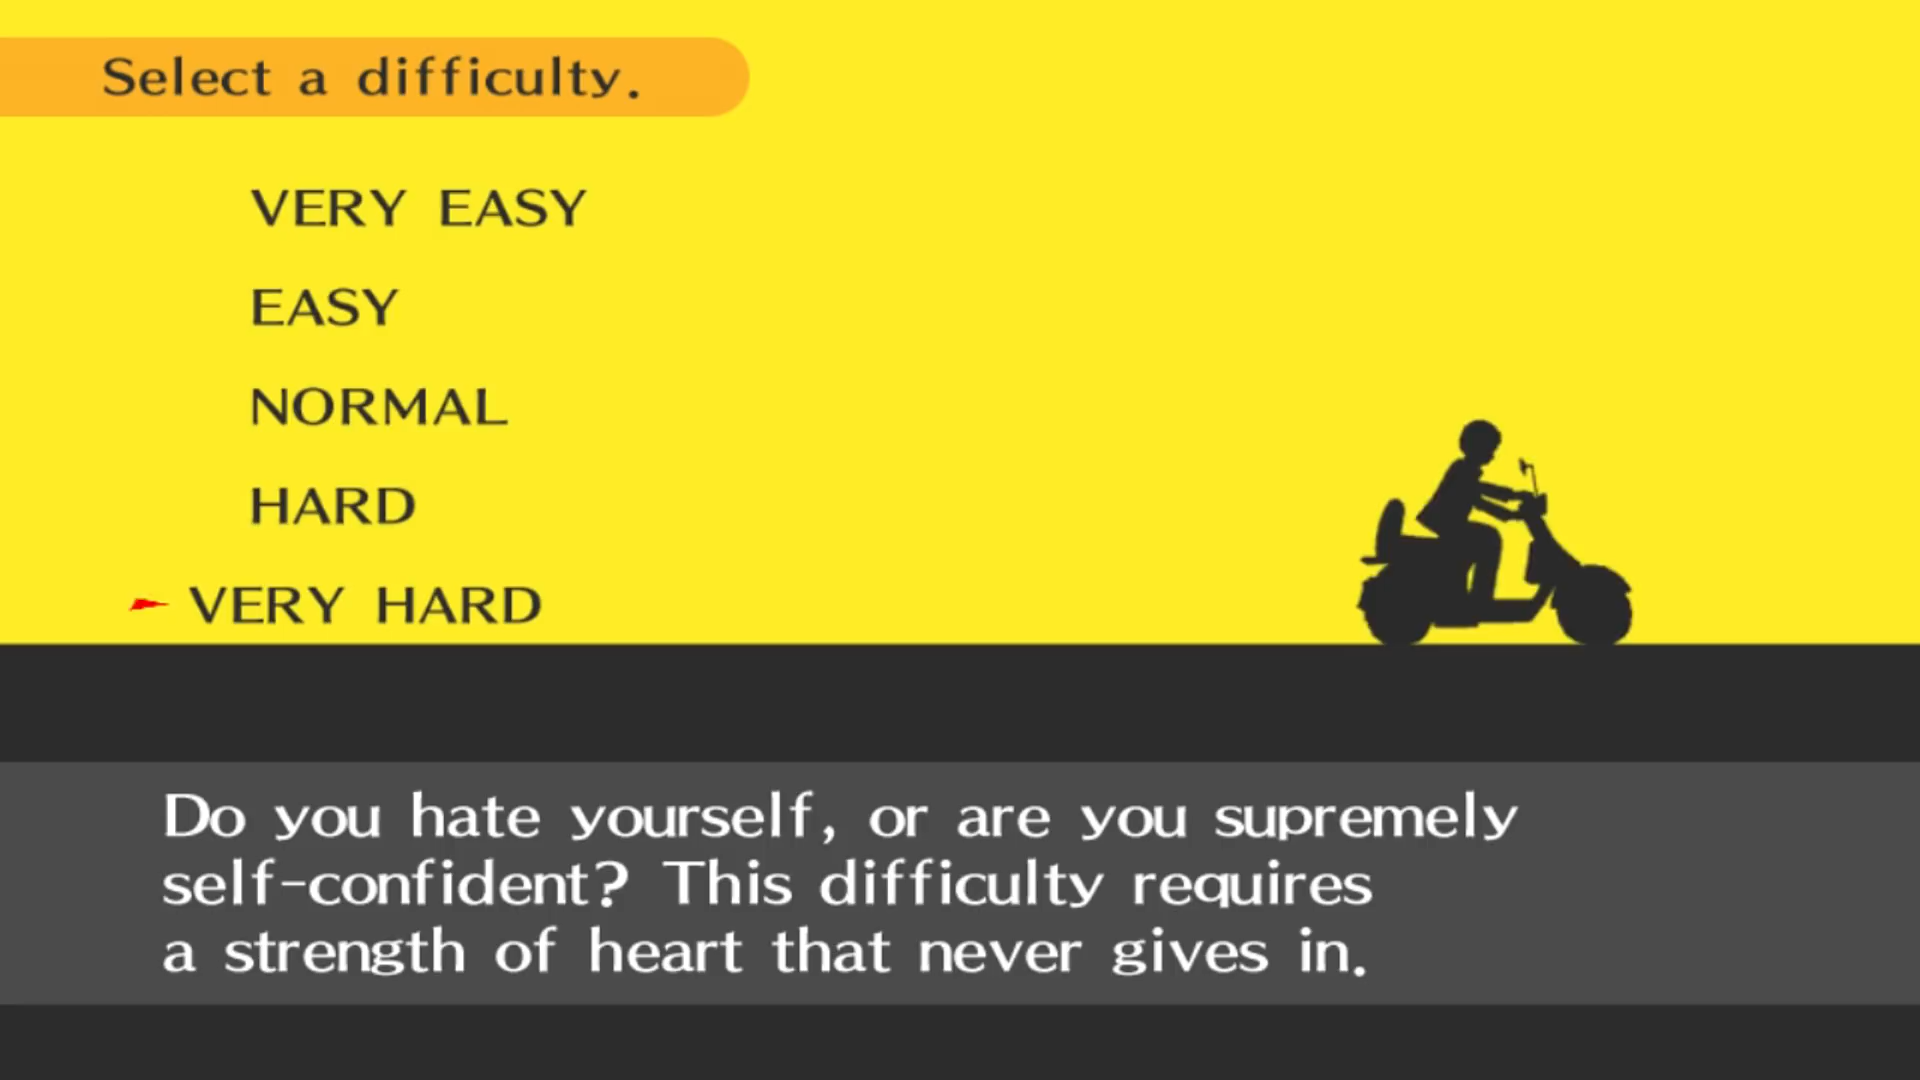 Select a difficulty.
VERY EASY
EASY
NORMAL
HARD
VERY HARD
Do you hate yourself, or are you supremely
self-confident? This difficulty requires
a strength of heart that never gives in.